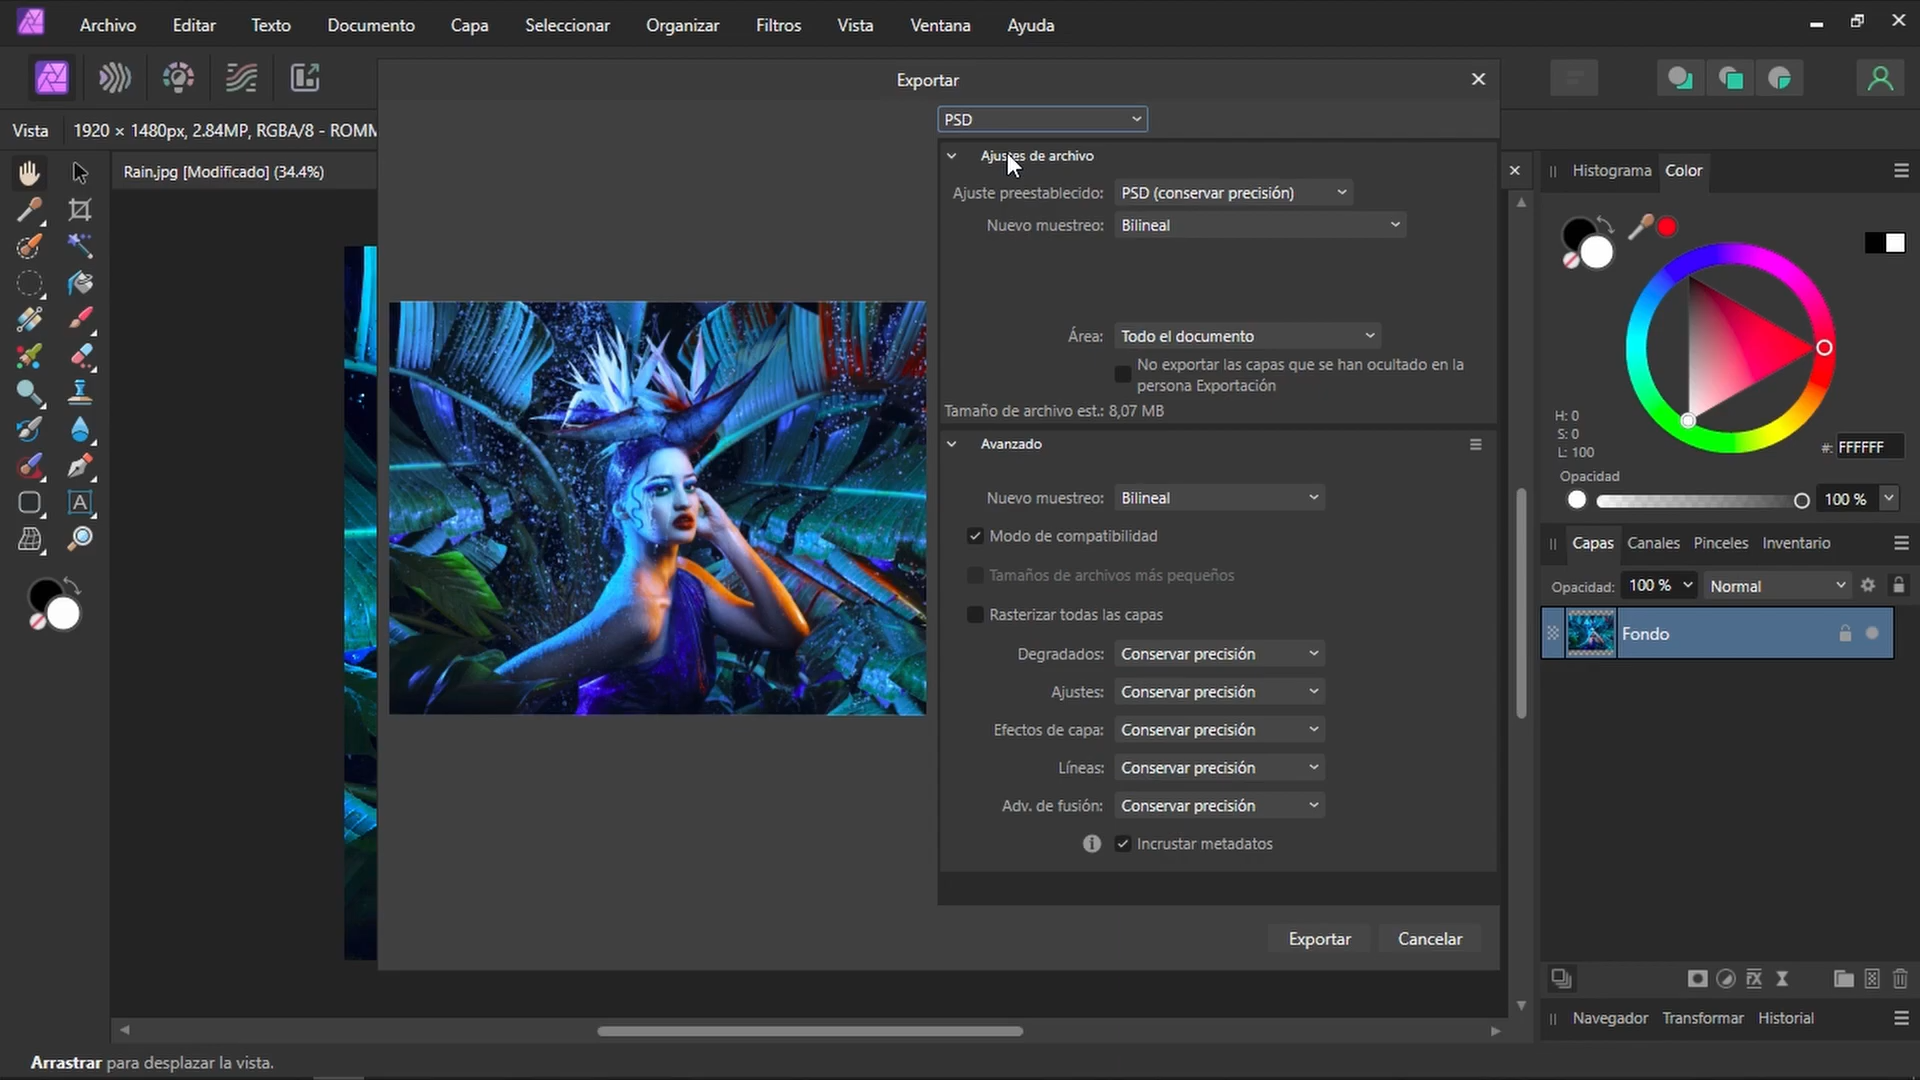 Archivo Editar Texto Documento Capa Seleccionar Organizar Filtros Vista Ventana Ayuda
Exportar
Vista 1920 × 1480px, 2.84MP, RGBA/8 - ROMM
PSD
Rain.jpg [Modificado] (34.4%)
Ajustes de archivo
Ajuste preestablecido: PSD (conservar precisión)
Nuevo muestreo: Bilineal
Área: Todo el documento
No exportar las capas que se han ocultado en la
persona Exportación
Tamaño de archivo est.: 8,07 MB
Avanzado
Nuevo muestreo: Bilineal
Modo de compatibilidad
Tamaños de archivos más pequeños
Rasterizar todas las capas
Degradados: Conservar precisión
Ajustes: Conservar precisión
Efectos de capa: Conservar precisión
Líneas: Conservar precisión
Adv. de fusión: Conservar precisión
Incrustar metadatos
Exportar Cancelar
Histograma Color
H: 0
S: 0
L: 100
#: FFFFFF
Opacidad
100 %
Capas Canales Pinceles Inventario
Opacidad: 100 % Normal
Fondo
Navegador Transformar Historial
Arrastrar para desplazar la vista.